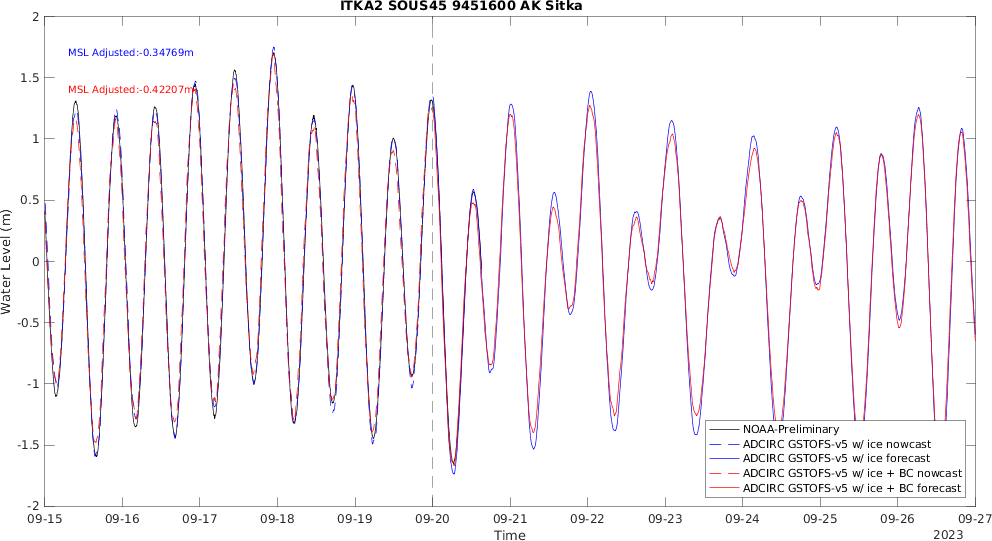 ITKA2 SOUS45 9451600 AK Sitka
MSL Adjusted:-0.34769m
MSL Adjusted:-0.42207m
Water Level (m)
2
1.5
1
0.5
0
-0.5
-1
-1.5
-2
NOAA-Preliminary
ADCIRC GSTOFS-v5 w/ ice nowcast
ADCIRC GSTOFS-v5 w/ ice forecast
ADCIRC GSTOFS-v5 w/ ice + BC nowcast
ADCIRC GSTOFS-v5 w/ ice + BC forecast
09-15 09-16 09-17 09-18 09-19 09-20 09-21 09-22 09-23 09-24 09-25 09-26 09-27
Time
2023